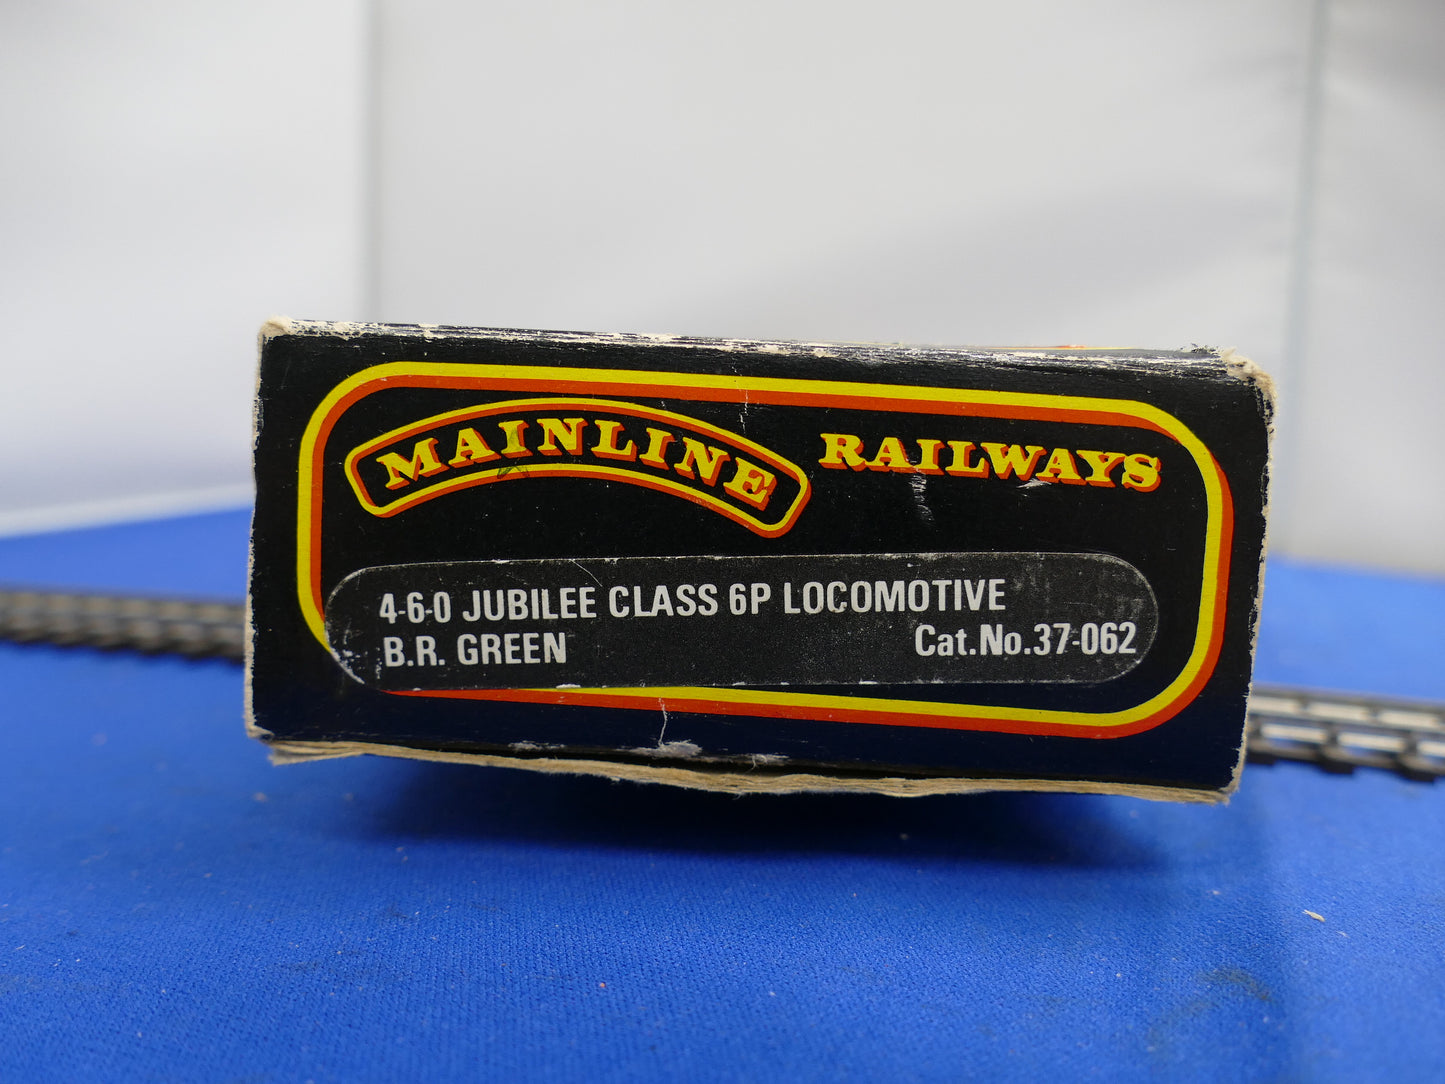 MAINLINE RAILWAYS
4-6-0 JUBILEE CLASS 6P LOCOMOTIVE
B.R. GREEN Cat.No.37-062